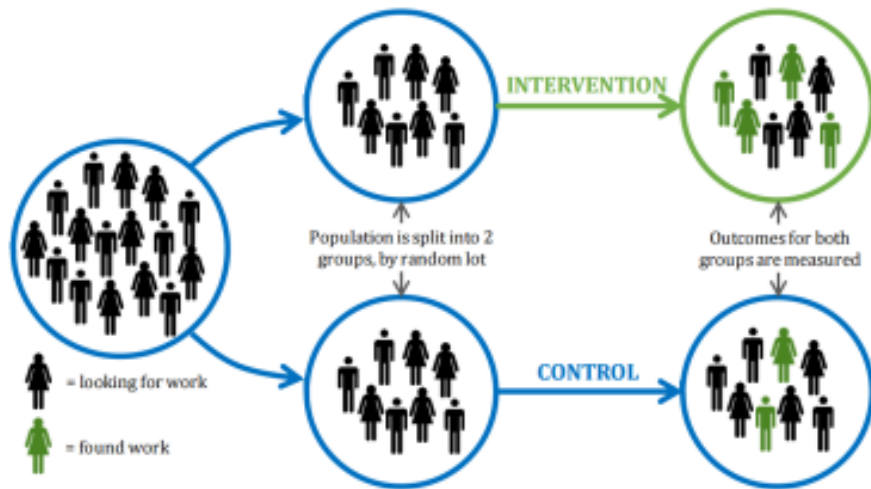 INTERVENTION
Population is split into 2
groups, by random lot
Outcomes for both
groups are measured
CONTROL
= looking for work
= found work